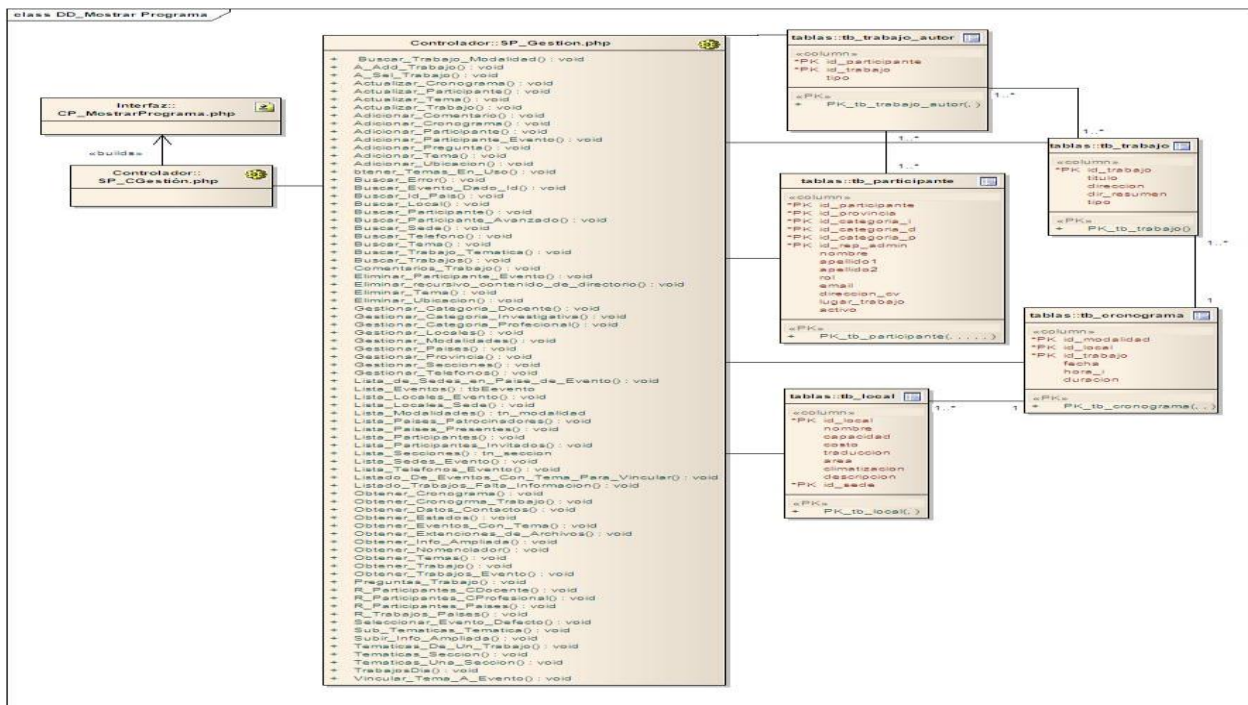 class DD_Mostrar Programa
Interfaz::
CP_MostrarPrograma.php
«builds»
Controlador::
SP_CGestión.php
Controlador::SP_Gestion.php
+ Buscar_Trabajo_Modalidad() : void
+ A_Add_Trabajo() : void
+ A_Sel_Trabajo() : void
+ Actualizar_Cronograma() : void
+ Actualizar_Participante() : void
+ Actualizar_Tema() : void
+ Actualizar_Trabajo() : void
+ Adicionar_Comentario() : void
+ Adicionar_Cronograma() : void
+ Adicionar_Participante() : void
+ Adicionar_Participante_Evento() : void
+ Adicionar_Pregunta() : void
+ Adicionar_Tema() : void
+ Adicionar_Ubicacion() : void
+ btener_Temas_En_Uso() : void
+ Buscar_Error() : void
+ Buscar_Evento_Dado_Id() : void
+ Buscar_Id_Pais() : void
+ Buscar_Local() : void
+ Buscar_Participante() : void
+ Buscar_Participante_Avanzado() : void
+ Buscar_Sede() : void
+ Buscar_Telefono() : void
+ Buscar_Tema() : void
+ Buscar_Trabajo_Tematica() : void
+ Buscar_Trabajos() : void
+ Comentarios_Trabajo() : void
+ Eliminar_Participante_Evento() : void
+ Eliminar_recursivo_contenido_de_directorio() : void
+ Eliminar_Tema() : void
+ Eliminar_Ubicacion() : void
+ Gestionar_Categoria_Docente() : void
+ Gestionar_Categoria_Investigativa() : void
+ Gestionar_Categoria_Profecional() : void
+ Gestionar_Locales() : void
+ Gestionar_Modalidades() : void
+ Gestionar_Paises() : void
+ Gestionar_Provincia() : void
+ Gestionar_Secciones() : void
+ Gestionar_Telefonos() : void
+ Lista_de_Sedes_en_Paise_de_Evento() : void
+ Lista_Eventos() : tbEevento
+ Lista_Locales_Evento() : void
+ Lista_Locales_Sede() : void
+ Lista_Modalidades() : tn_modalidad
+ Lista_Paises_Patrocinadores() : void
+ Lista_Paises_Presentes() : void
+ Lista_Participantes() : void
+ Lista_Participantes_Invitados() : void
+ Lista_Secciones() : tn_seccion
+ Lista_Sedes_Evento() : void
+ Lista_Telefonos_Evento() : void
+ Listado_De_Eventos_Con_Tema_Para_Vincular() : void
+ Listado_Trabajos_Falta_Informacion() : void
+ Obtener_Cronograma() : void
+ Obtener_Cronogrma_Trabajo() : void
+ Obtener_Datos_Contactos() : void
+ Obtener_Estados() : void
+ Obtener_Eventos_Con_Tema() : void
+ Obtener_Extenciones_de_Archivos() : void
+ Obtener_Info_Ampliada() : void
+ Obtener_Nomenclador() : void
+ Obtener_Temas() : void
+ Obtener_Trabajo() : void
+ Obtener_Trabajos_Evento() : void
+ Preguntas_Trabajo() : void
+ R_Participantes_CDocente() : void
+ R_Participantes_CProfesional() : void
+ R_Participantes_Paises() : void
+ R_Trabajos_Paises() : void
+ Seleccionar_Evento_Defecto() : void
+ Sub_Tematicas_Tematica() : void
+ Subir_Info_Ampliada() : void
+ Tematicas_De_Un_Trabajo() : void
+ Tematicas_Seccion() : void
+ Tematicas_Una_Seccion() : void
+ TrabajosDia() : void
+ Vincular_Tema_A_Evento() : void
tablas::tb_trabajo_autor
«column»
*PK id_participante
*PK id_trabajo
tipo
«PK»
+ PK_tb_trabajo_autor(, )
1..*
1..*
1..*
1..*
tablas::tb_trabajo
«column»
*PK id_trabajo
titulo
direccion
dir_resumen
tipo
«PK»
+ PK_tb_trabajo()
1..*
1
tablas::tb_participante
«column»
*PK id_participante
*PK id_provincia
*PK id_categoria_i
*PK id_categoria_d
*PK id_categoria_p
*PK id_rep_admin
nombre
apellido1
apellido2
rol
email
direccion_cv
lugar_trabajo
activo
«PK»
+ PK_tb_participante(, , , , , )
tablas::tb_cronograma
«column»
*PK id_modalidad
*PK id_local
*PK id_trabajo
fecha
hora_i
duracion
«PK»
+ PK_tb_cronograma(, , )
1..*
1
tablas::tb_local
«column»
*PK id_local
nombre
capacidad
costo
traduccion
area
climatizacion
descripcion
*PK id_sede
«PK»
+ PK_tb_local(, )